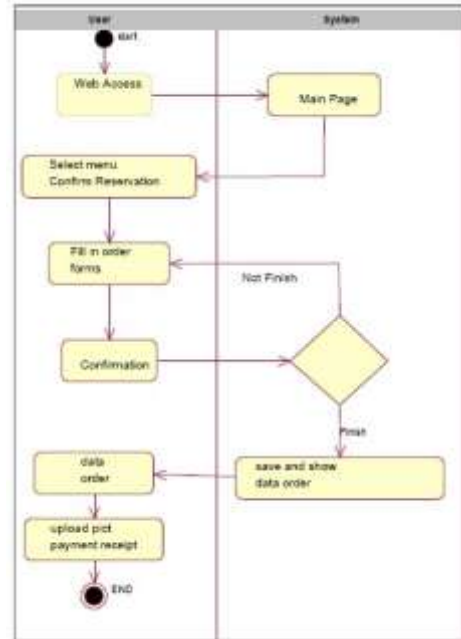 User
System
start
Web Access
Main Page
Select menu
Confirm Reservation
Fill in order
forms
Not Finish
Confirmation
Finish
save and show
data order
data
order
upload pict
payment receipt
END